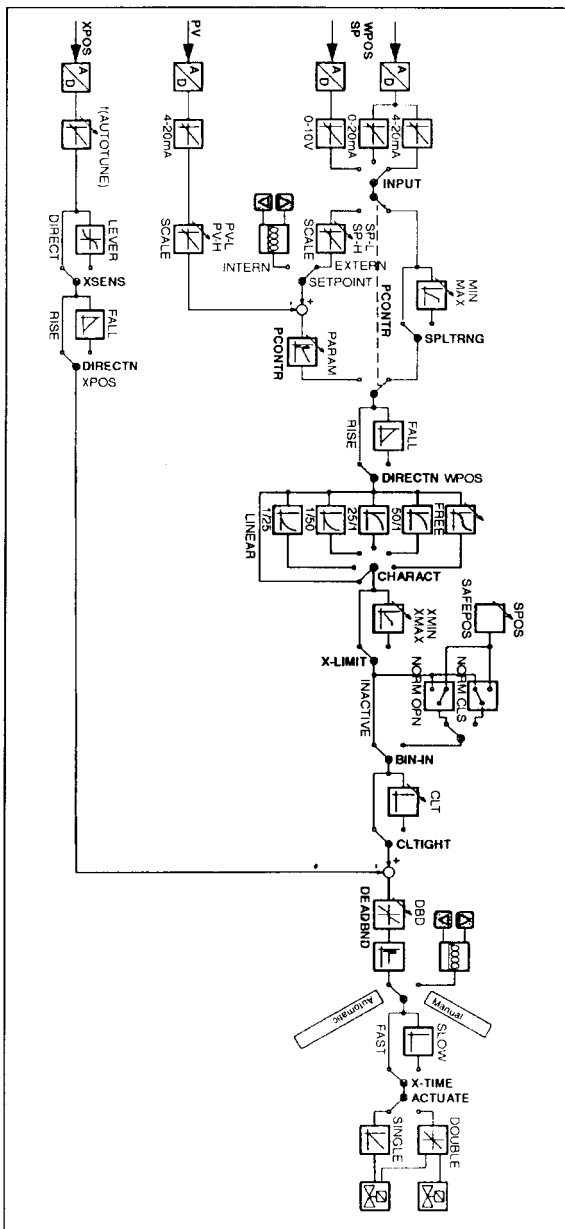 XPOS
PV
WPOS
SP
A
D
A
D
A
D
A
D
f(AUTOTUNE)
4-20mA
0-10V
0-20mA
4-20mA
INPUT
LEVER
DIRECT
XSENS
FALL
RISE
DIRECTN
XPOS
SCALE
PV-L
PV-H
INTERN
SCALE
SP-L
SP-H
EXTERN
SETPOINT
PCONTR
MIN
MAX
SPLTRNG
-
+
PCONTR
PARAM
FALL
RISE
DIRECTN WPOS
LINEAR
1/25
1/50
25/1
50/1
FREE
CHARACT
XMIN
XMAX
X-LIMIT
SAFEPOS
SPOS
INACTIVE
NORM OPN
NORM CLS
BIN-IN
CLT
CLTIGHT
-
+
DEADBND
DBD
Automatic
Manual
FAST
SLOW
X-TIME
ACTUATE
SINGLE
DOUBLE